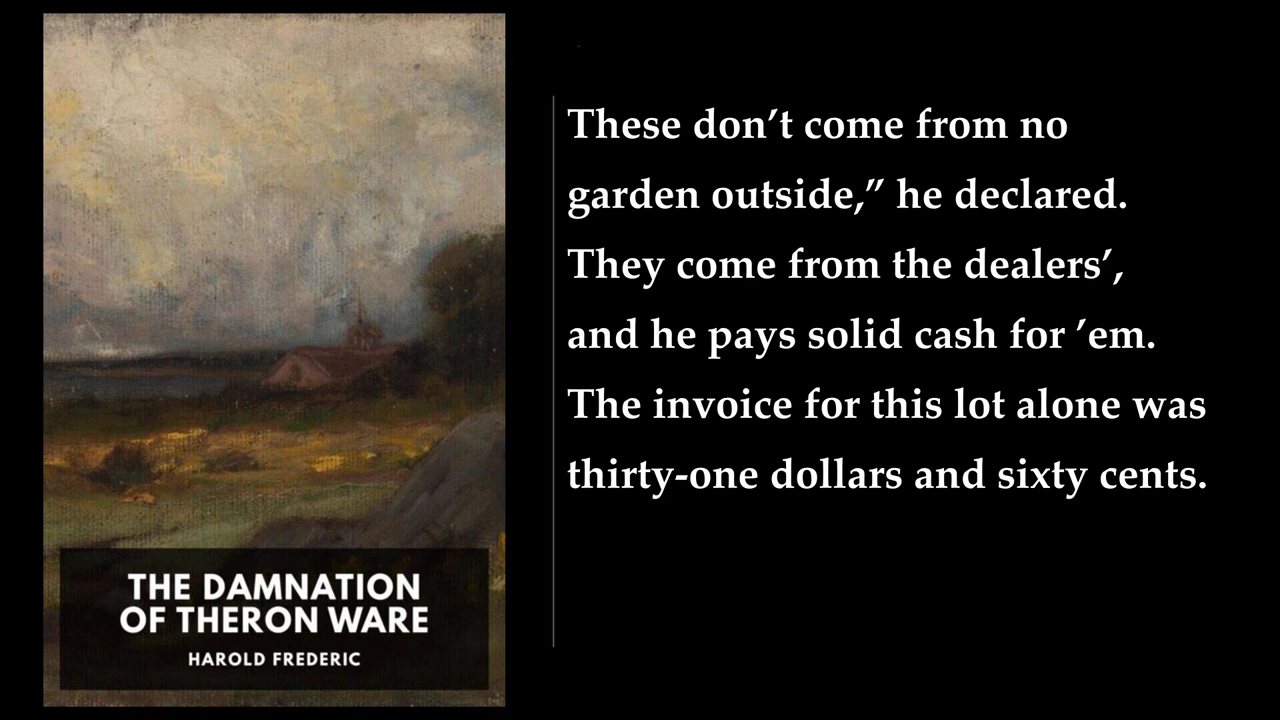 These don’t come from no
garden outside,” he declared.
They come from the dealers’,
and he pays solid cash for ’em.
The invoice for this lot alone was
thirty-one dollars and sixty cents.
THE DAMNATION
OF THERON WARE
HAROLD FREDERIC